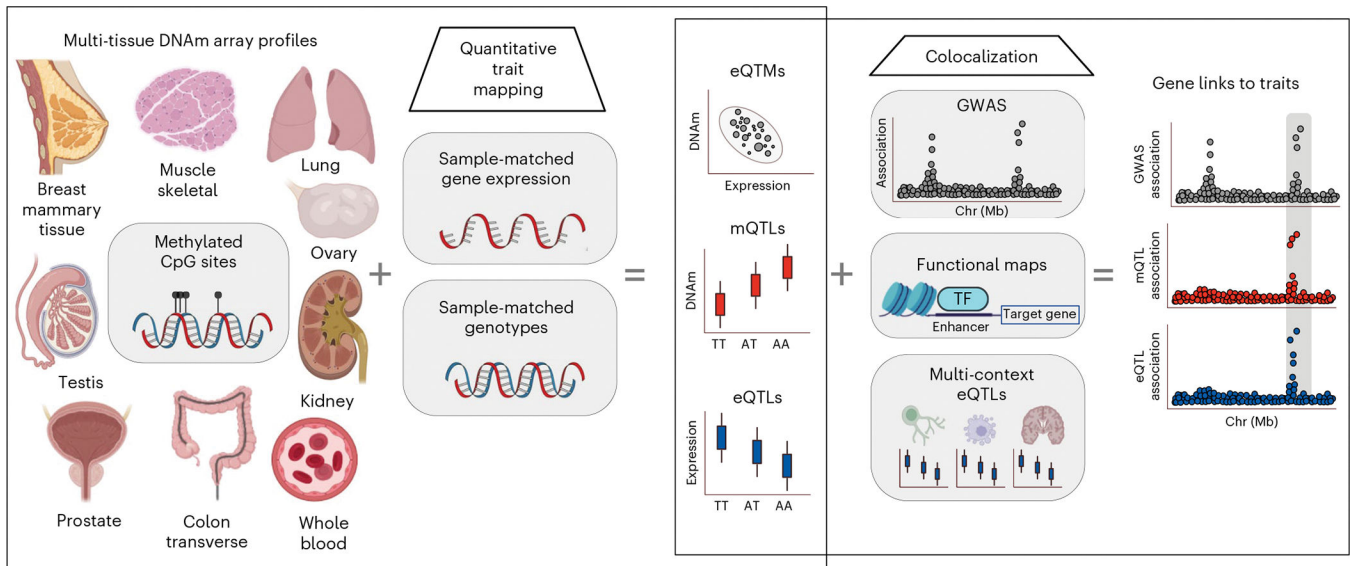 Multi-tissue DNAm array profiles
Breast
mammary
tissue
Muscle
skeletal
Lung
Ovary
Methylated
CpG sites
Testis
Kidney
Prostate
Colon
transverse
Whole
blood
+
Quantitative
trait
mapping
Sample-matched
gene expression
Sample-matched
genotypes
=
eQTMs
DNAm
Expression
mQTLs
DNAm
TT AT AA
eQTLs
Expression
TT AT AA
+
Colocalization
GWAS
Association
Chr (Mb)
Functional maps
TF
Enhancer
Target gene
Multi-context
eQTLs
=
Gene links to traits
GWAS
association
mQTL
association
eQTL
association
Chr (Mb)